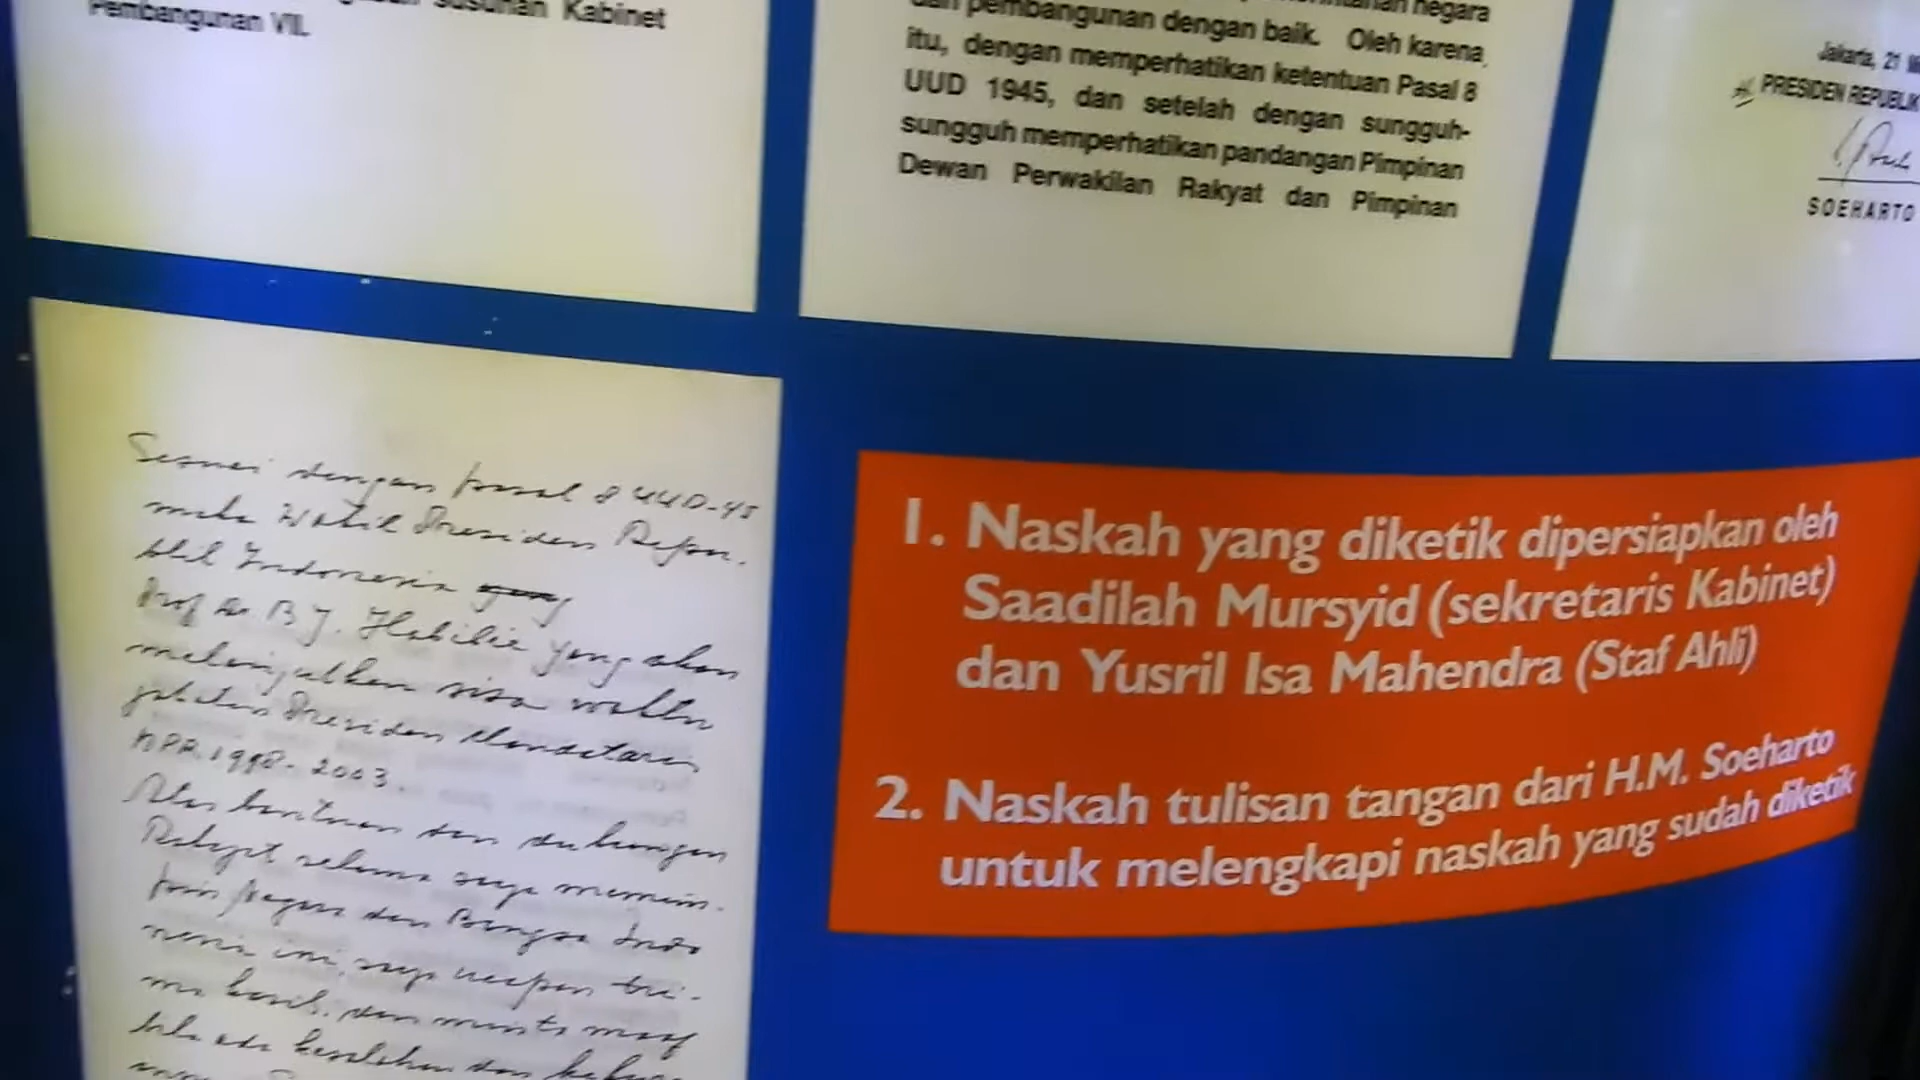 susunan Kabinet
Pembangunan VII.
negara
dan pembangunan dengan baik. Oleh karena
itu, dengan memperhatikan ketentuan Pasal 8
UUD 1945, dan setelah dengan sungguh-
sungguh memperhatikan pandangan Pimpinan
Dewan Perwakilan Rakyat dan Pimpinan
Jakarta, 21
PRESIDEN REPUBLIK
SOEHARTO
Sesuai dengan pasal 8 UUD-45
maka Wakil Presiden Repu-
blik Indonesia yang
Prof Dr. B J. Habibie yang akan
melanjutkan sisa waktu
jabatan Presiden Mandataris
MPR. 1998-2003.
Atas bantuan dan dukungan
Rakyat selama saya memim-
pin Negara dan Bangsa Indo
nesia ini, saya ucapkan teri-
ma kasih, dan minta maaf
bila ada kesalahan dan
1. Naskah yang diketik dipersiapkan oleh
Saadilah Mursyid (sekretaris Kabinet)
dan Yusril Isa Mahendra (Staf Ahli)
2. Naskah tulisan tangan dari H.M. Soeharto
untuk melengkapi naskah yang sudah diketik